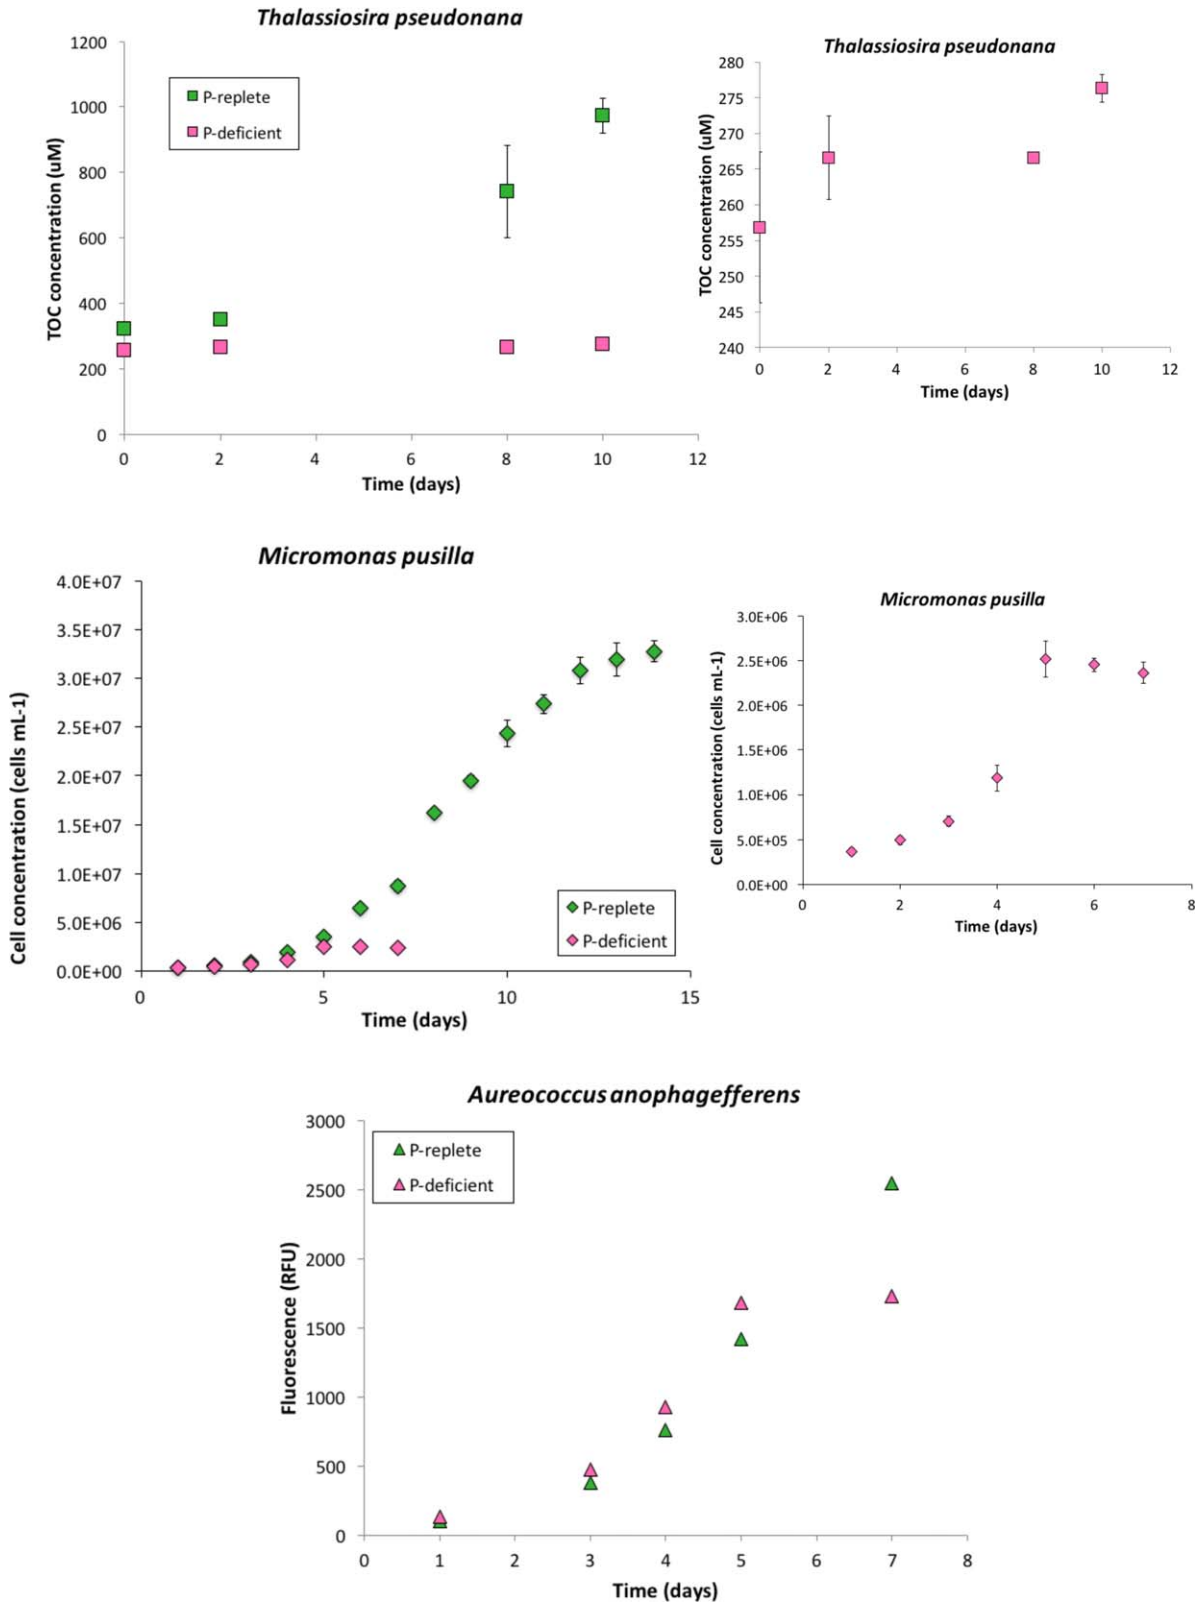 Thalassiosira pseudonana
1200
1000
800
600
400
200
0
TOC concentration (uM)
P-replete
P-deficient
0 2 4 6 8 10 12
Time (days)
Thalassiosira pseudonana
280
275
270
265
260
255
250
245
240
TOC concentration (uM)
0 2 4 6 8 10 12
Time (days)
Micromonas pusilla
4.0E+07
3.5E+07
3.0E+07
2.5E+07
2.0E+07
1.5E+07
1.0E+07
5.0E+06
0.0E+00
Cell concentration (cells mL-1)
P-replete
P-deficient
0 5 10 15
Time (days)
Micromonas pusilla
3.0E+06
2.5E+06
2.0E+06
1.5E+06
1.0E+06
5.0E+05
0.0E+00
Cell concentration (cells mL-1)
0 2 4 6 8
Time (days)
Aureococcus anophagefferens
3000
2500
2000
1500
1000
500
0
Fluorescence (RFU)
P-replete
P-deficient
0 1 2 3 4 5 6 7 8
Time (days)